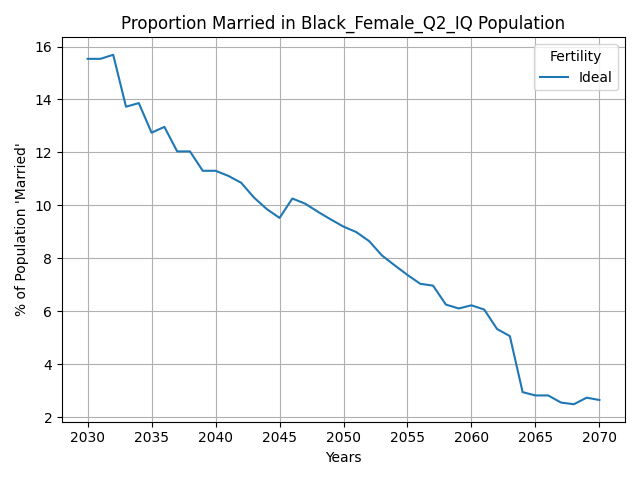 Proportion Married in Black_Female_Q2_IQ Population
Fertility
Ideal
% of Population 'Married'
16
14
12
10
8
6
4
2
2030 2035 2040 2045 2050 2055 2060 2065 2070
Years